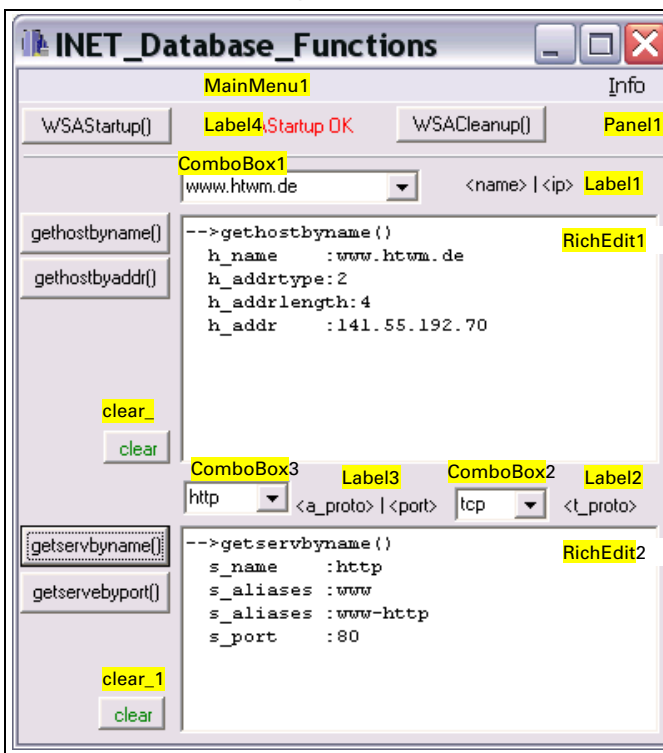 INET_Database_Functions
MainMenu1 Info
WSAStartup() Label4 Startup OK WSACleanup() Panel1
ComboBox1
www.htwm.de <name> | <ip> Label1
gethostbyname() -->gethostbyname() RichEdit1
h_name :www.htwm.de
gethostbyaddr() h_addrtype:2
h_addrlength:4
h_addr :141.55.192.70
clear_
clear
ComboBox3 Label3 ComboBox2 Label2
http <a_proto> | <port> tcp <t_proto>
getservbyname() -->getservbyname() RichEdit2
s_name :http
getservebyport() s_aliases :www
s_aliases :www-http
s_port :80
clear_1
clear